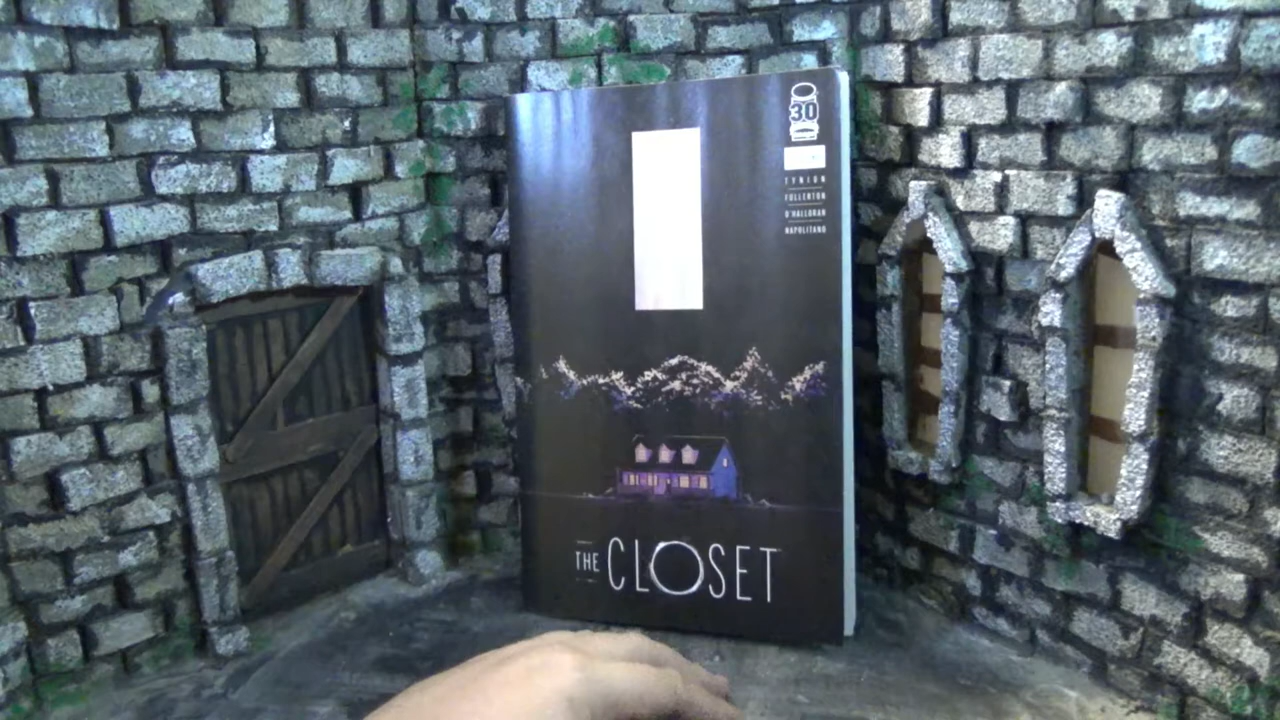 30
TYNION
FULLERTON
O'HALLORAN
NAPOLITANO
THE CLOSET